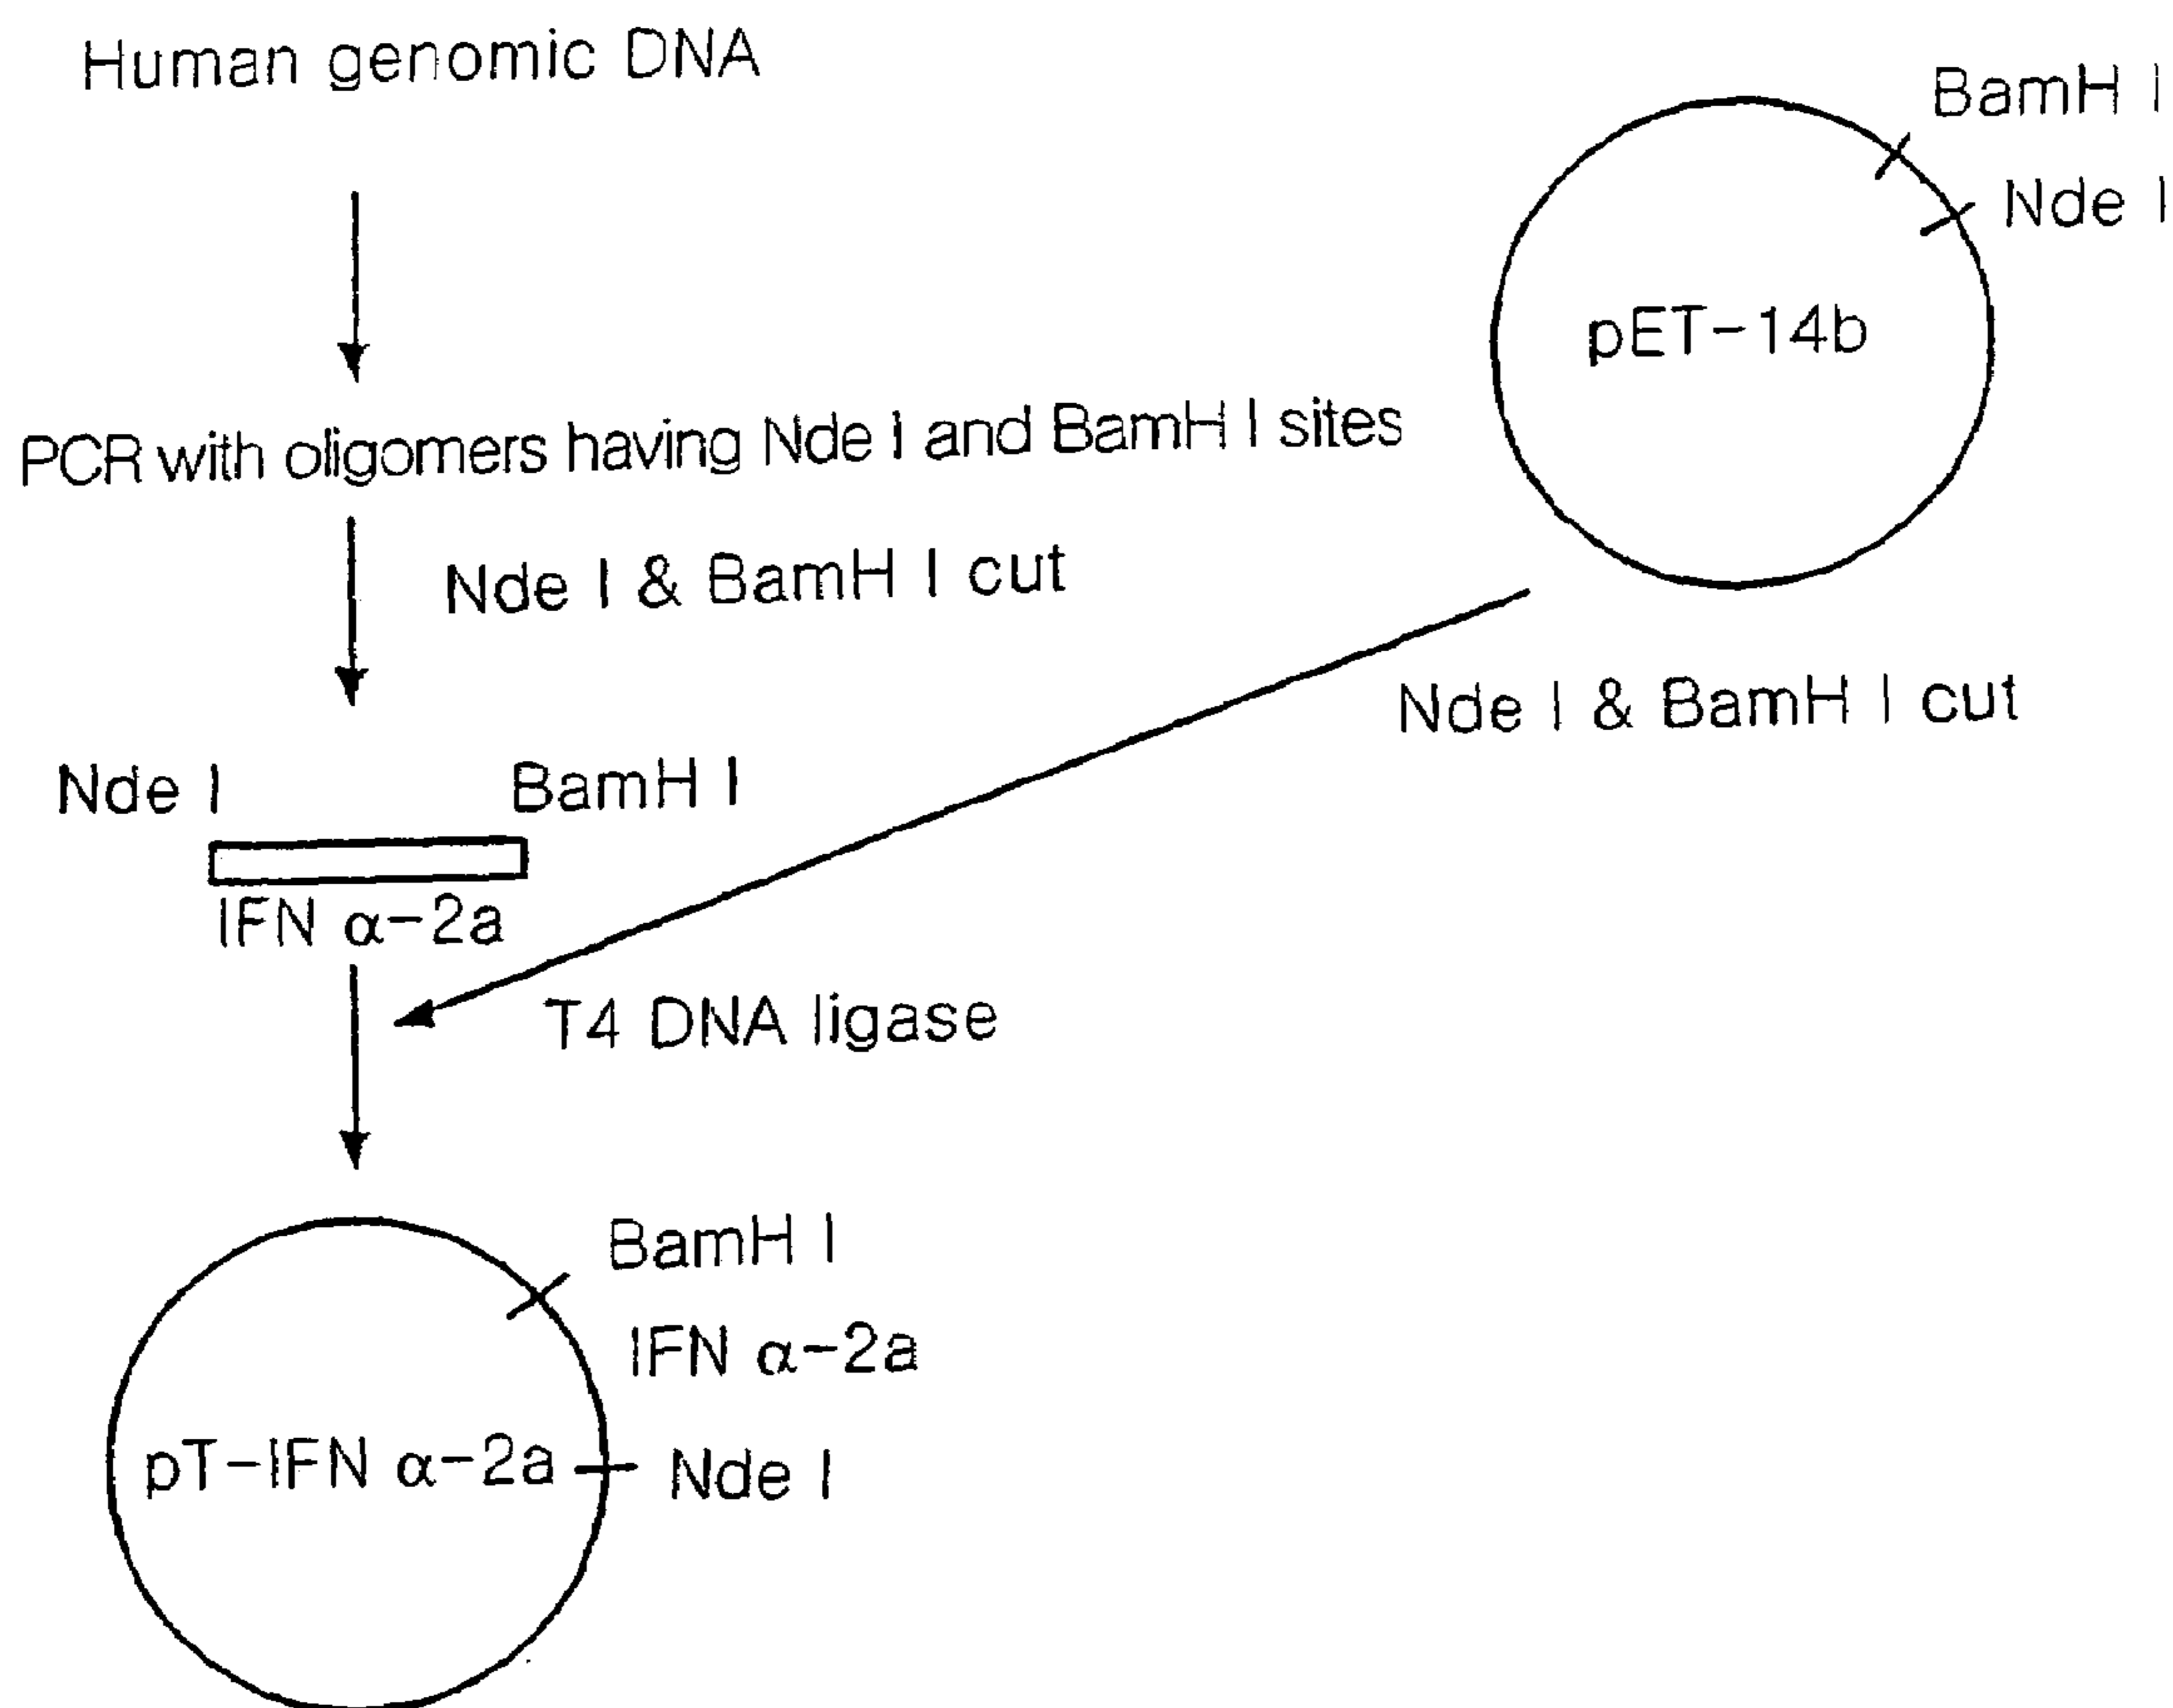 Human genomic DNA
BamH I
Nde I
pET-14b
PCR with oligomers having Nde I and BamH I sites
Nde I & BamH I cut
Nde I & BamH I cut
Nde I
BamH I
IFN α-2a
T4 DNA ligase
BamH I
IFN α-2a
pT-IFN α-2a
Nde I